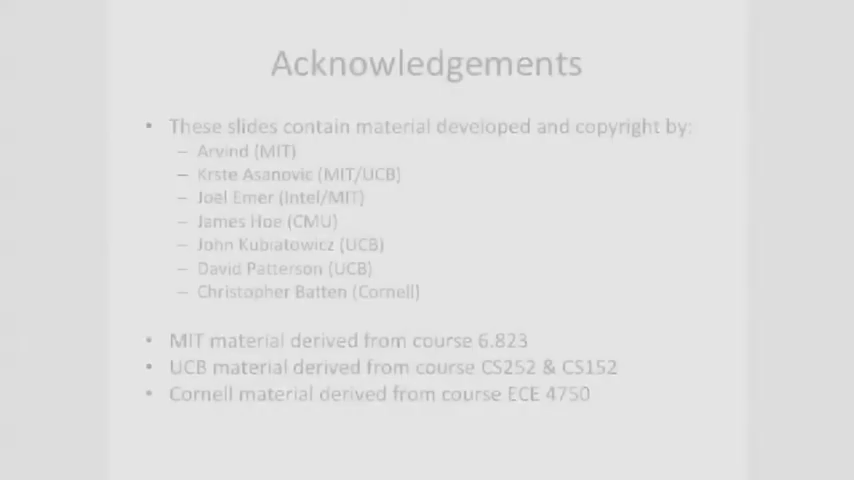 Acknowledgements
• These slides contain material developed and copyright by:
– Arvind (MIT)
– Krste Asanovic (MIT/UCB)
– Joel Emer (Intel/MIT)
– James Hoe (CMU)
– John Kubiatowicz (UCB)
– David Patterson (UCB)
– Christopher Batten (Cornell)
• MIT material derived from course 6.823
• UCB material derived from course CS252 & CS152
• Cornell material derived from course ECE 4750